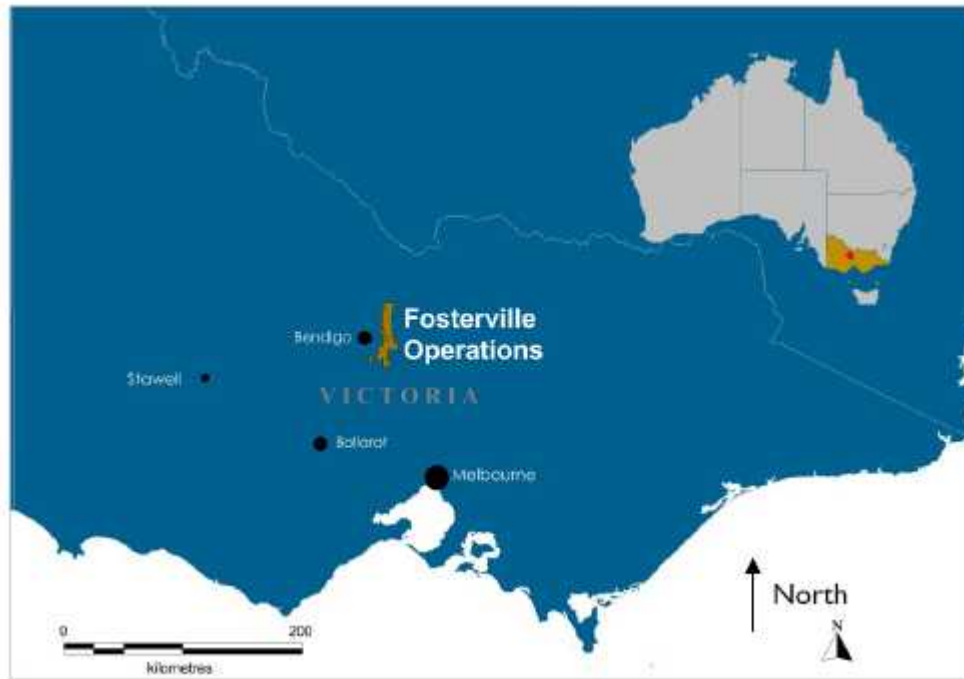 Fosterville
Operations
Bendigo
Stawell
VICTORIA
Ballarat
Melbourne
North
N
0 200
kilometres